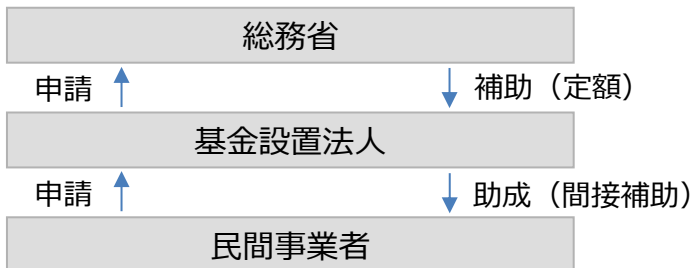 総務省
申請
補助（定額）
基金設置法人
申請
助成（間接補助）
民間事業者